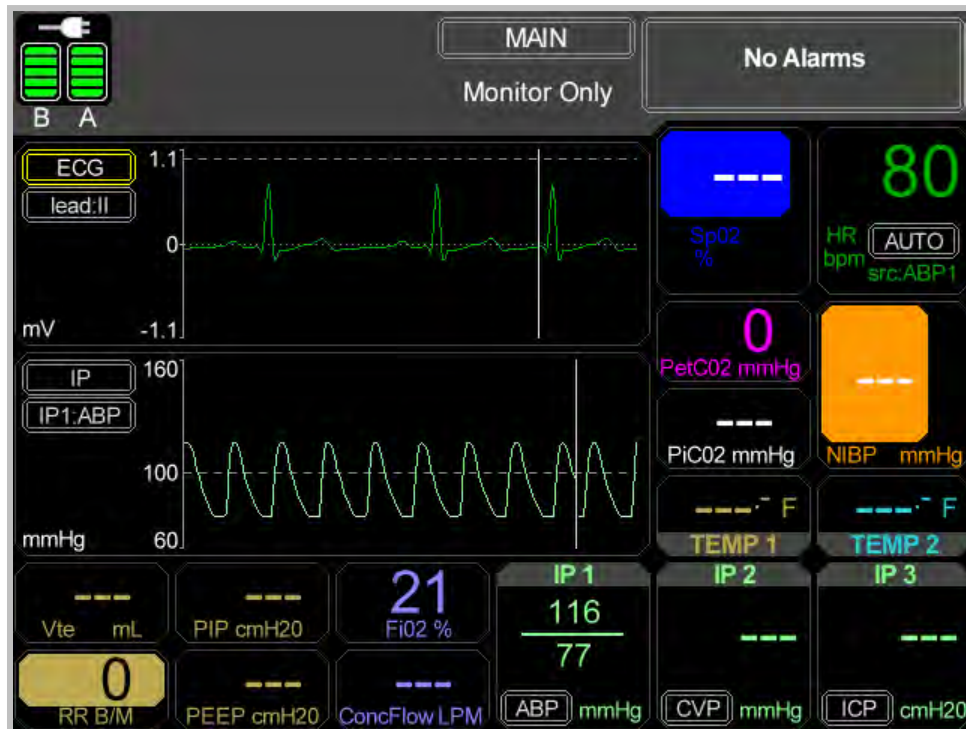 MAIN
No Alarms
Monitor Only
B A
ECG
lead:II
1.1
0
mV
-1.1
---
Sp02
%
80
HR
bpm
AUTO
src:ABP1
IP
IP1:ABP
160
100
mmHg
60
0
PetC02 mmHg
---
PiC02 mmHg
---
NIBP mmHg
---.- F
TEMP 1
---.- F
TEMP 2
---
Vte mL
---
PIP cmH20
21
Fi02 %
0
RR B/M
---
PEEP cmH20
---
ConcFlow LPM
IP 1
116
77
ABP mmHg
IP 2
---
CVP mmHg
IP 3
---
ICP cmH20